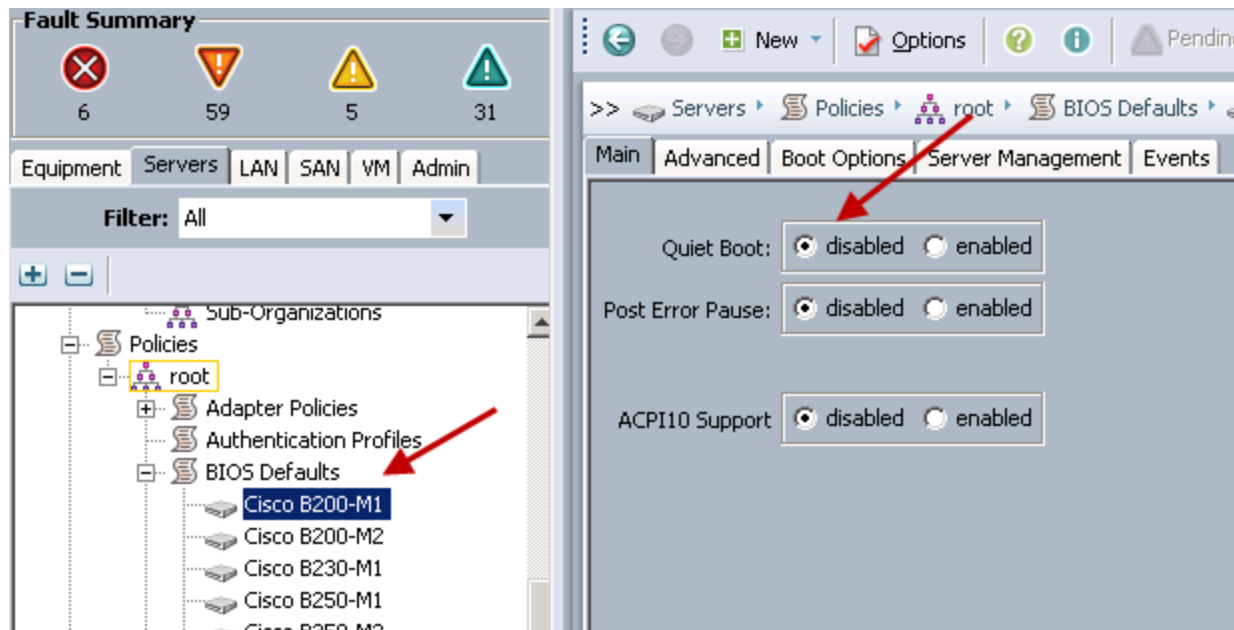 Fault Summary
6 59 5 31
Equipment Servers LAN SAN VM Admin
Filter: All
Sub-Organizations
Policies
root
Adapter Policies
Authentication Profiles
BIOS Defaults
Cisco B200-M1
Cisco B200-M2
Cisco B230-M1
Cisco B250-M1
New Options Pending
>> Servers Policies root BIOS Defaults
Main Advanced Boot Options Server Management Events
Quiet Boot: disabled enabled
Post Error Pause: disabled enabled
ACPI10 Support disabled enabled